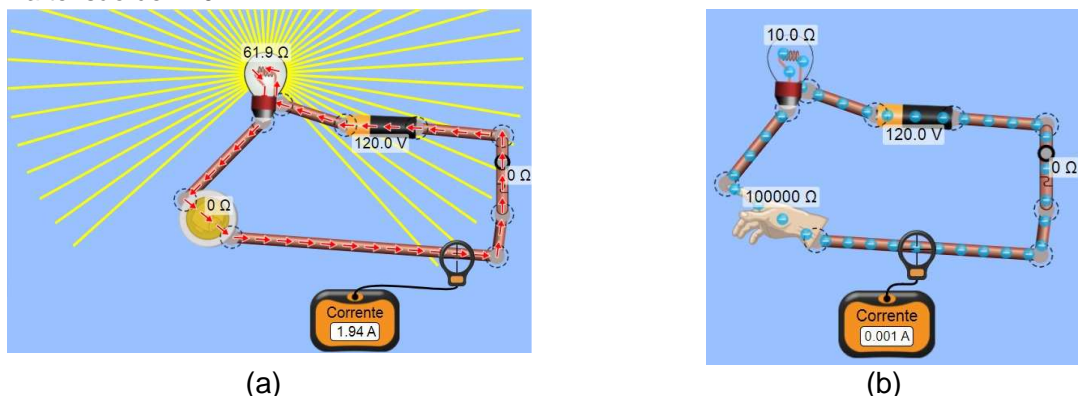 61.9 Ω
120.0 V
0 Ω
0 Ω
Corrente
1.94 A
(a)
10.0 Ω
120.0 V
0 Ω
100000 Ω
Corrente
0.001 A
(b)